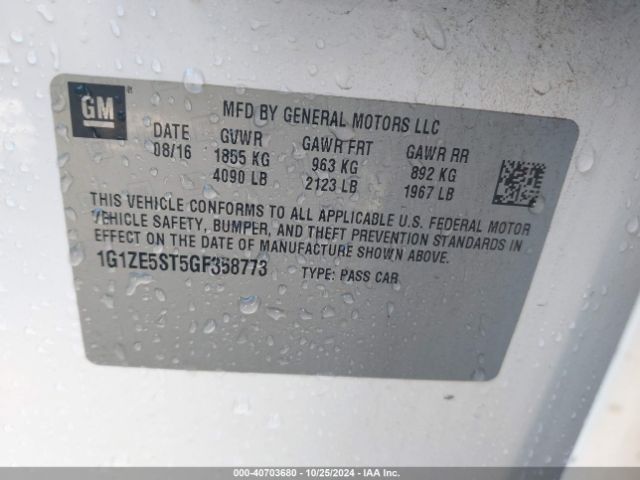 GM
MFD BY GENERAL MOTORS LLC
DATE GVWR GAWR FRT GAWR RR
08/16 1855 KG 963 KG 892 KG
4090 LB 2123 LB 1967 LB
THIS VEHICLE CONFORMS TO ALL APPLICABLE U.S. FEDERAL MOTOR
VEHICLE SAFETY, BUMPER, AND THEFT PREVENTION STANDARDS IN
EFFECT ON THE DATE OF MANUFACTURE SHOWN ABOVE.
1G1ZE5ST5GF358773 TYPE: PASS CAR
000-40703680 - 10/25/2024 - IAA Inc.